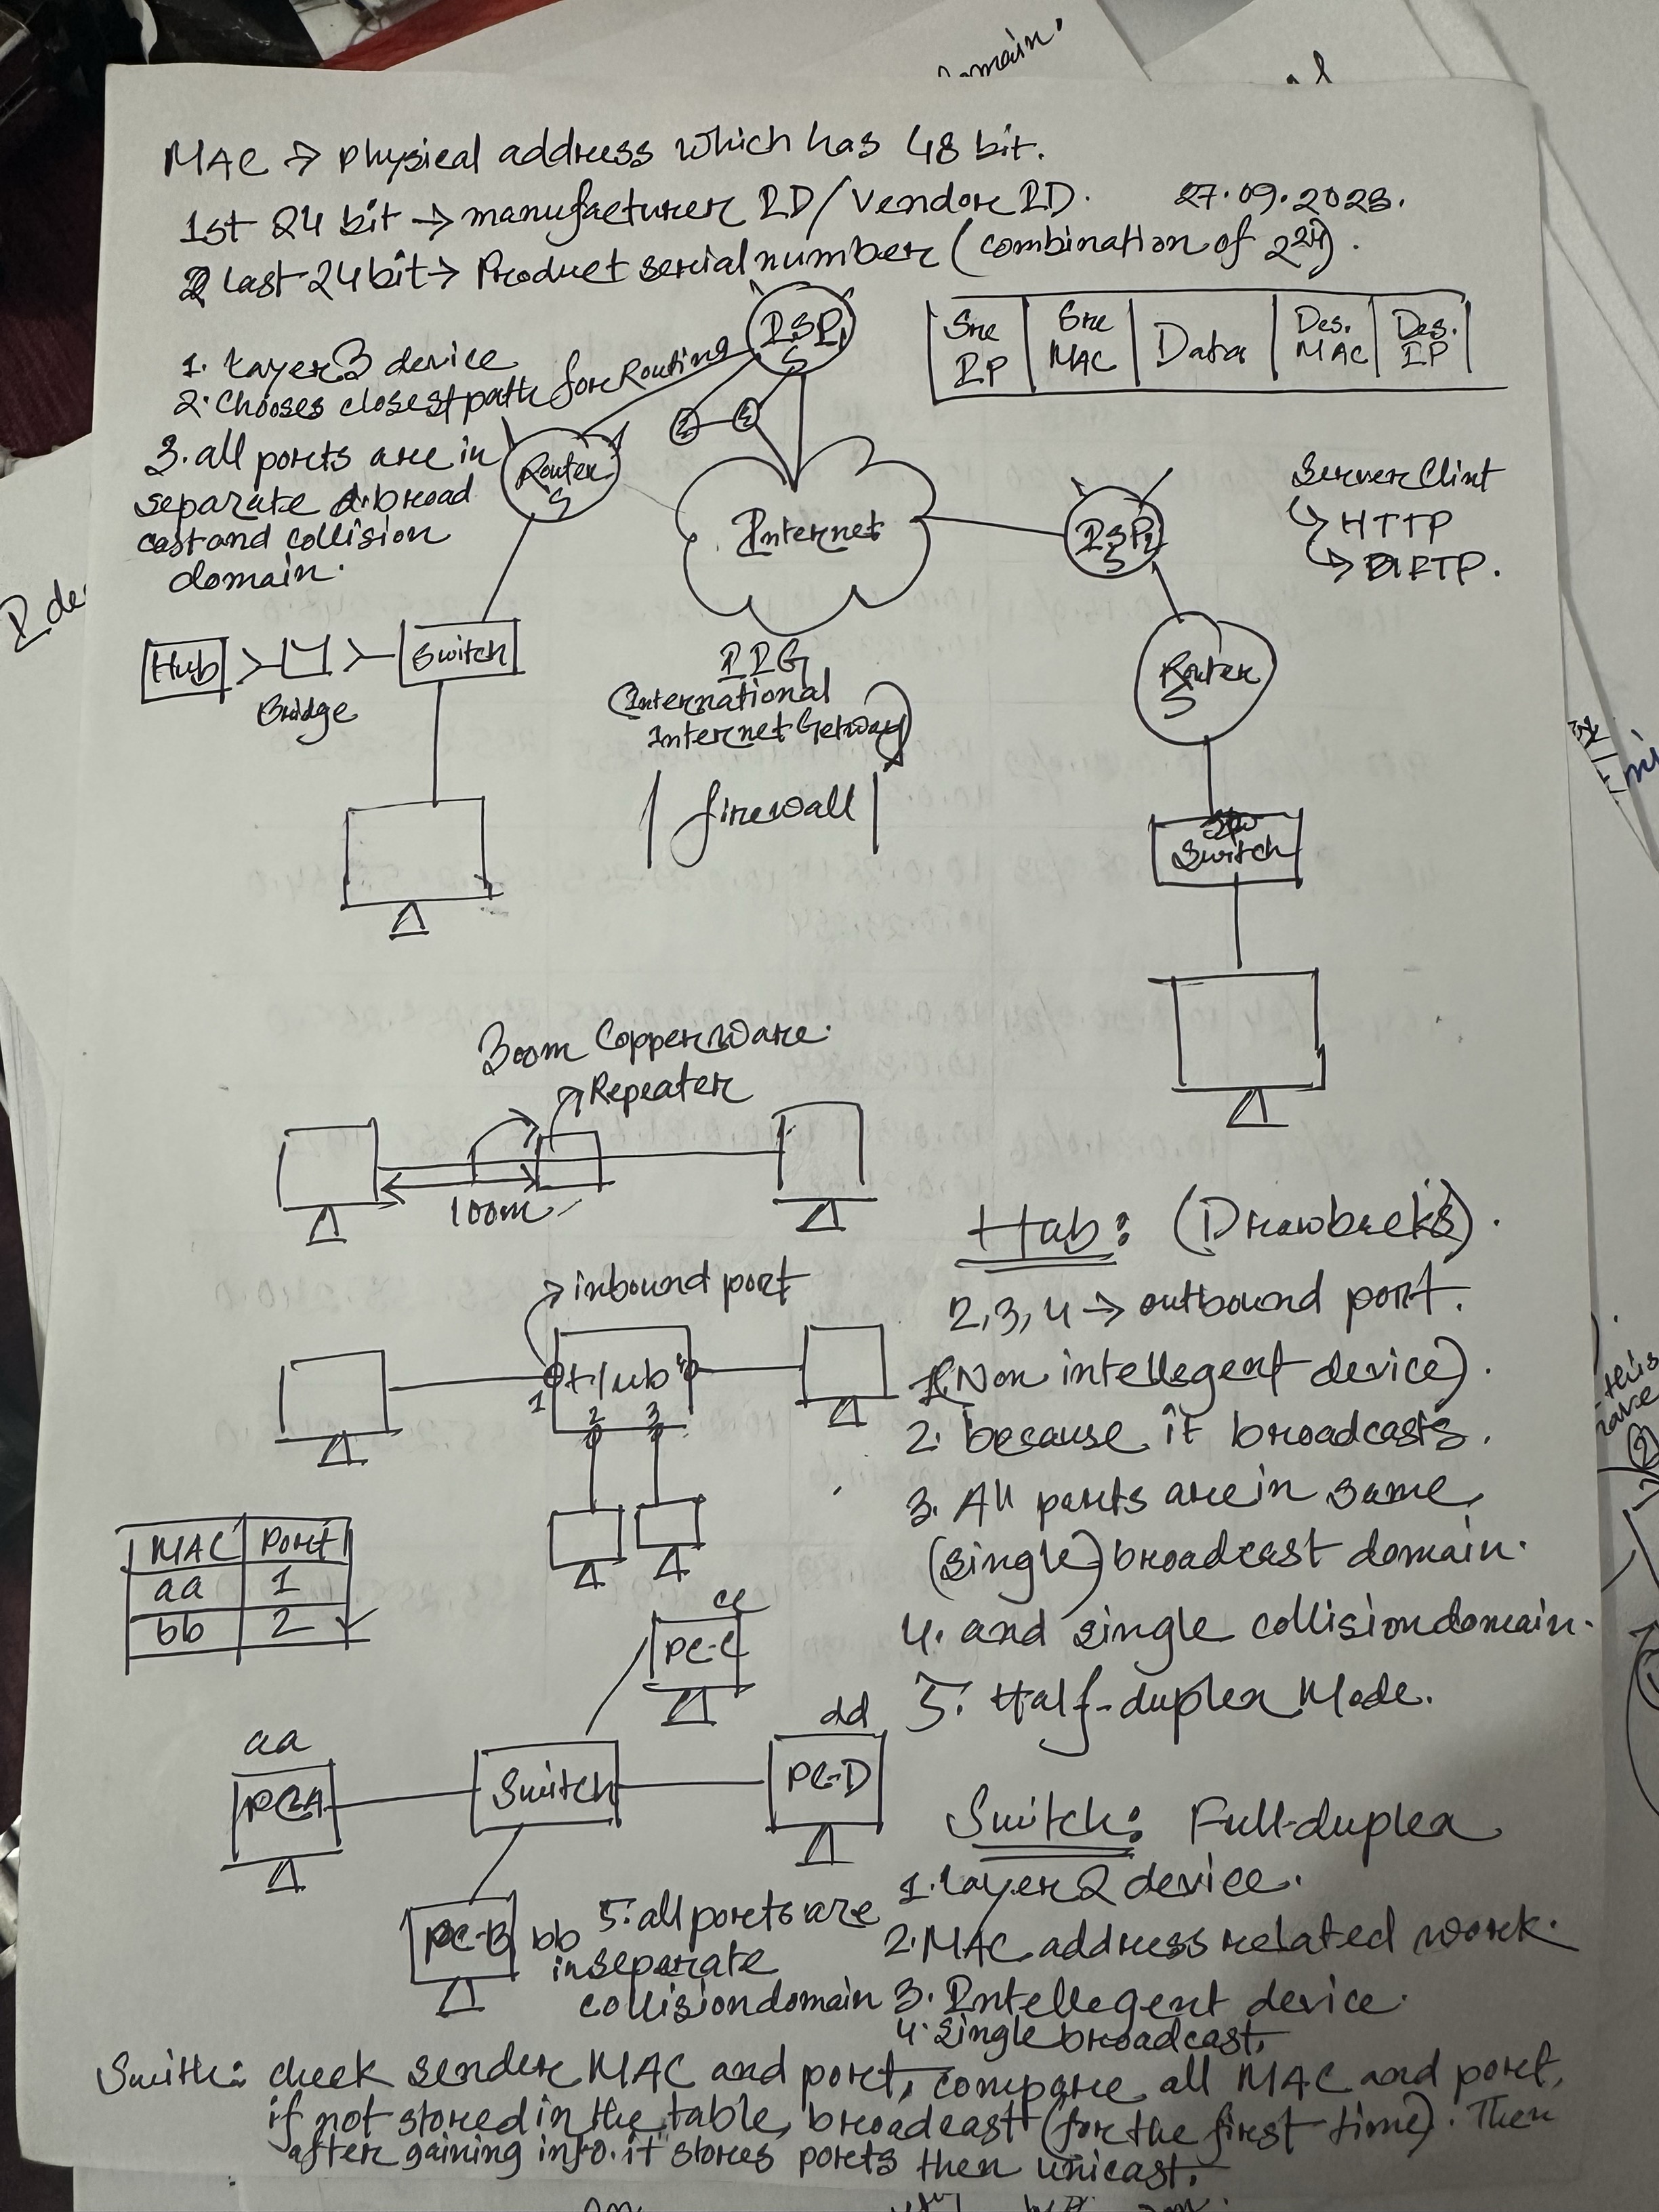 MAC → physical address which has 48 bit.
1st 24 bit → manufacturer ID/Vendor ID. 27.09.2023.
last 24 bit → Product serial number (combination of 2^24).
Src IP | Src MAC | Data | Des. MAC | Des. IP
ISP1
S
1. Layer 3 device
2. Chooses closest path for Routing
3. all ports are in
separate broad
cast and collision
domain.
Router
S
Internet
ISP2
S
Server Clint
↳ HTTP
↳ FTP.
Hub
Bridge
Switch
IIG
(International
Internet Getway)
firewall
Router
S
Switch
300m Copper Ware.
Repeater
100m
inbound port
Hub
1
2
3
4
MAC | Port
aa | 1
bb | 2
Hub: (Drawbacks).
2,3,4 → outbound port.
1. (Non intellegent device).
2. because it broadcasts.
3. All ports are in same
(single) broadcast domain.
4. and single collision domain.
5. Half-duplex Mode.
cc
PC-C
aa
PC-A
Switch
dd
PC-D
PC-B bb
Switch: Full-duplex
1. Layer 2 device.
2. MAC address related work.
3. Intellegent device.
4. single broadcast.
5. all ports are
in separate
collision domain
Swith: check sender MAC and port, compare all MAC and port,
if not stored in the table, broadcast (for the first time). Then
after gaining info. it stores ports then unicast.